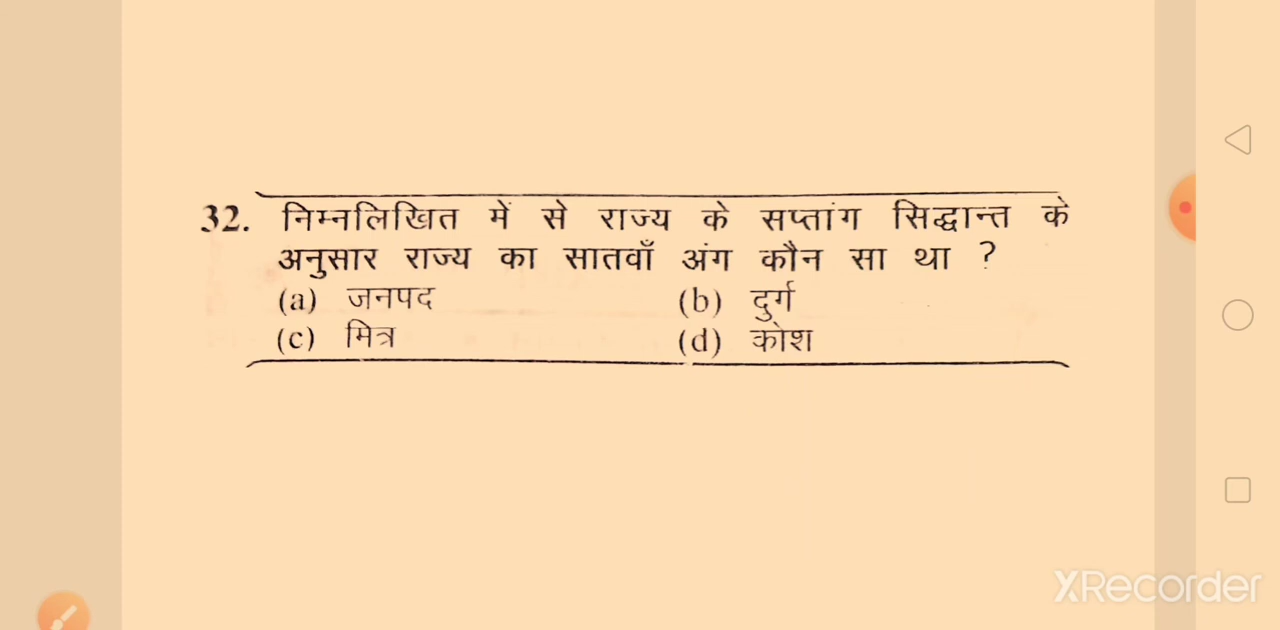 32. निम्नलिखित में से राज्य के सप्तांग सिद्धान्त के
अनुसार राज्य का सातवाँ अंग कौन सा था ?
(a) जनपद (b) दुर्ग
(c) मित्र (d) कोश
XRecorder